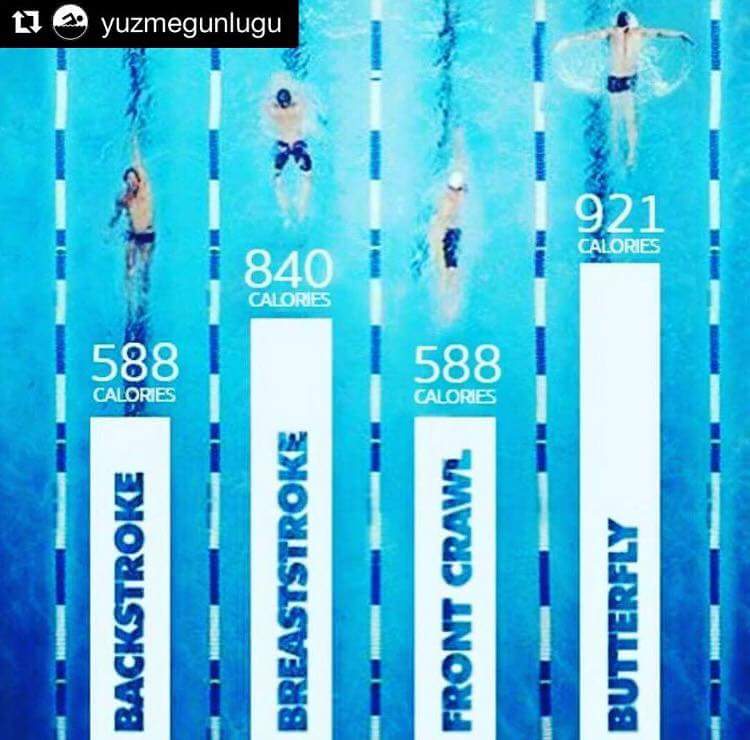 yuzmegunlugu
921
CALORIES
840
CALORIES
588
CALORIES
588
CALORIES
BACKSTROKE
BREASTSTROKE
FRONT CRAWL
BUTTERFLY